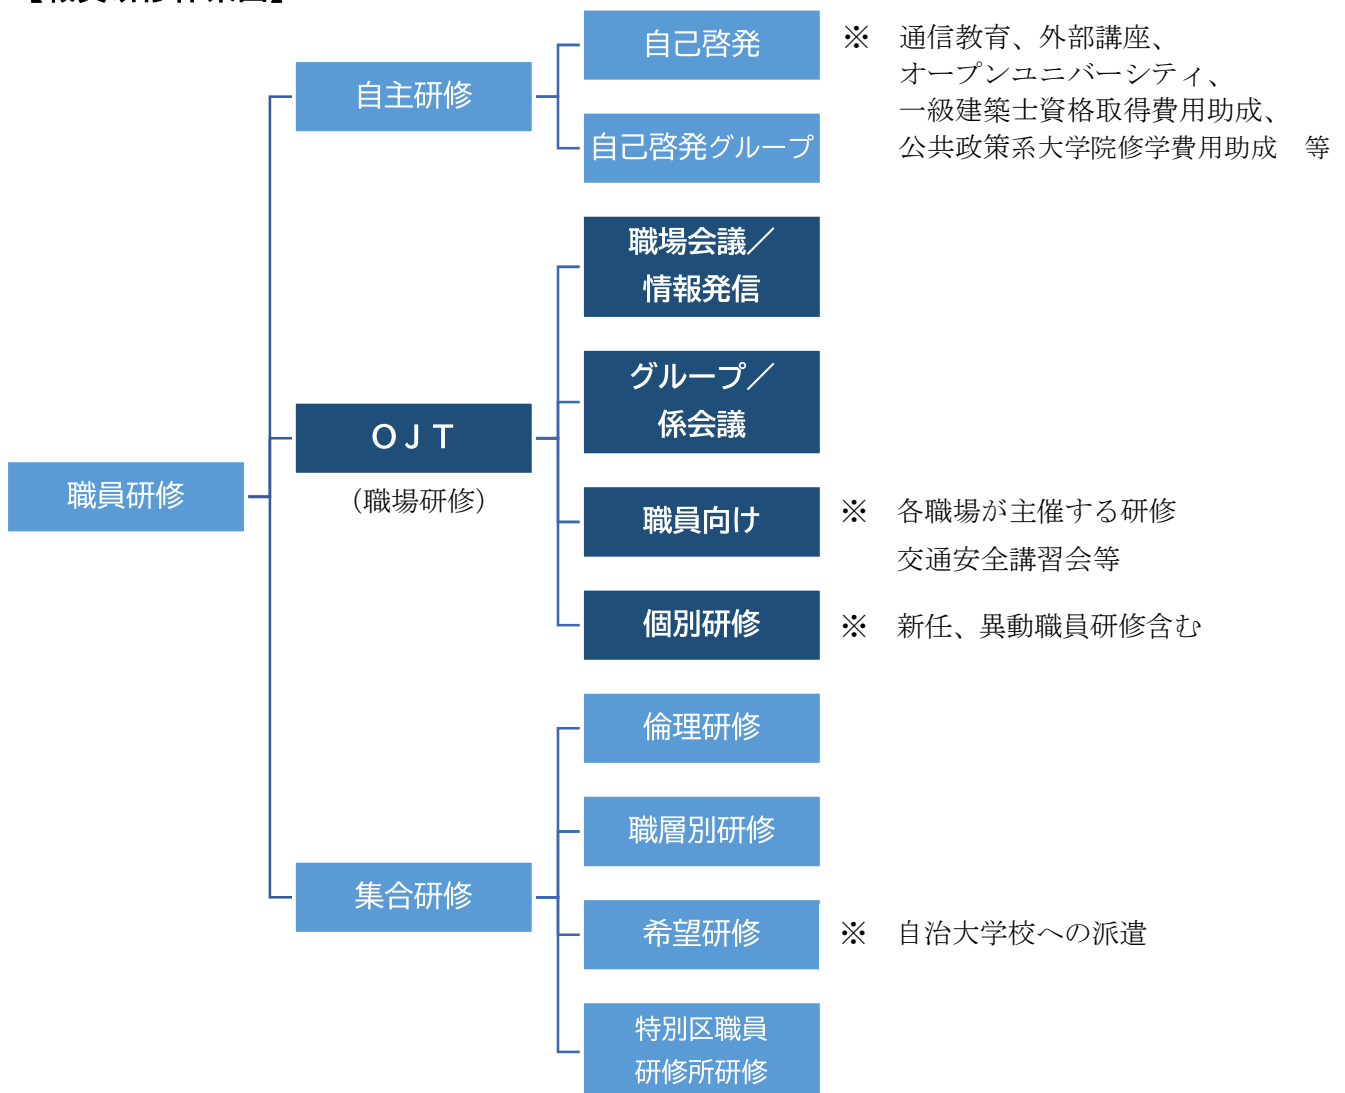 自己啓発
※　通信教育、外部講座、
オープンユニバーシティ、
一級建築士資格取得費用助成、
公共政策系大学院修学費用助成　等
自主研修
自己啓発グループ
職場会議／
情報発信
グループ／
係会議
ＯＪＴ
（職場研修）
職員研修
職員向け
※　各職場が主催する研修
交通安全講習会等
個別研修
※　新任、異動職員研修含む
倫理研修
職層別研修
集合研修
希望研修
※　自治大学校への派遣
特別区職員
研修所研修